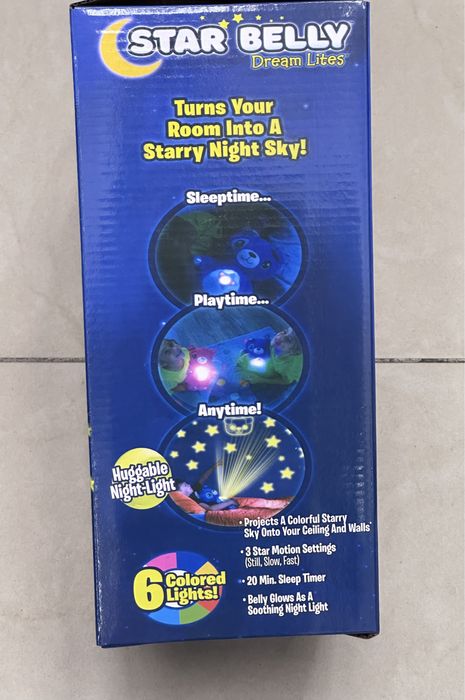 STAR BELLY
Dream Lites
Turns Your
Room Into A
Starry Night Sky!
Sleeptime...
Playtime...
Anytime!
Huggable
Night-Light
• Projects A Colorful Starry
Sky Onto Your Ceiling And Walls
• 3 Star Motion Settings
(Still, Slow, Fast)
• 20 Min. Sleep Timer
• Belly Glows As A
Soothing Night Light
6 Colored
Lights!